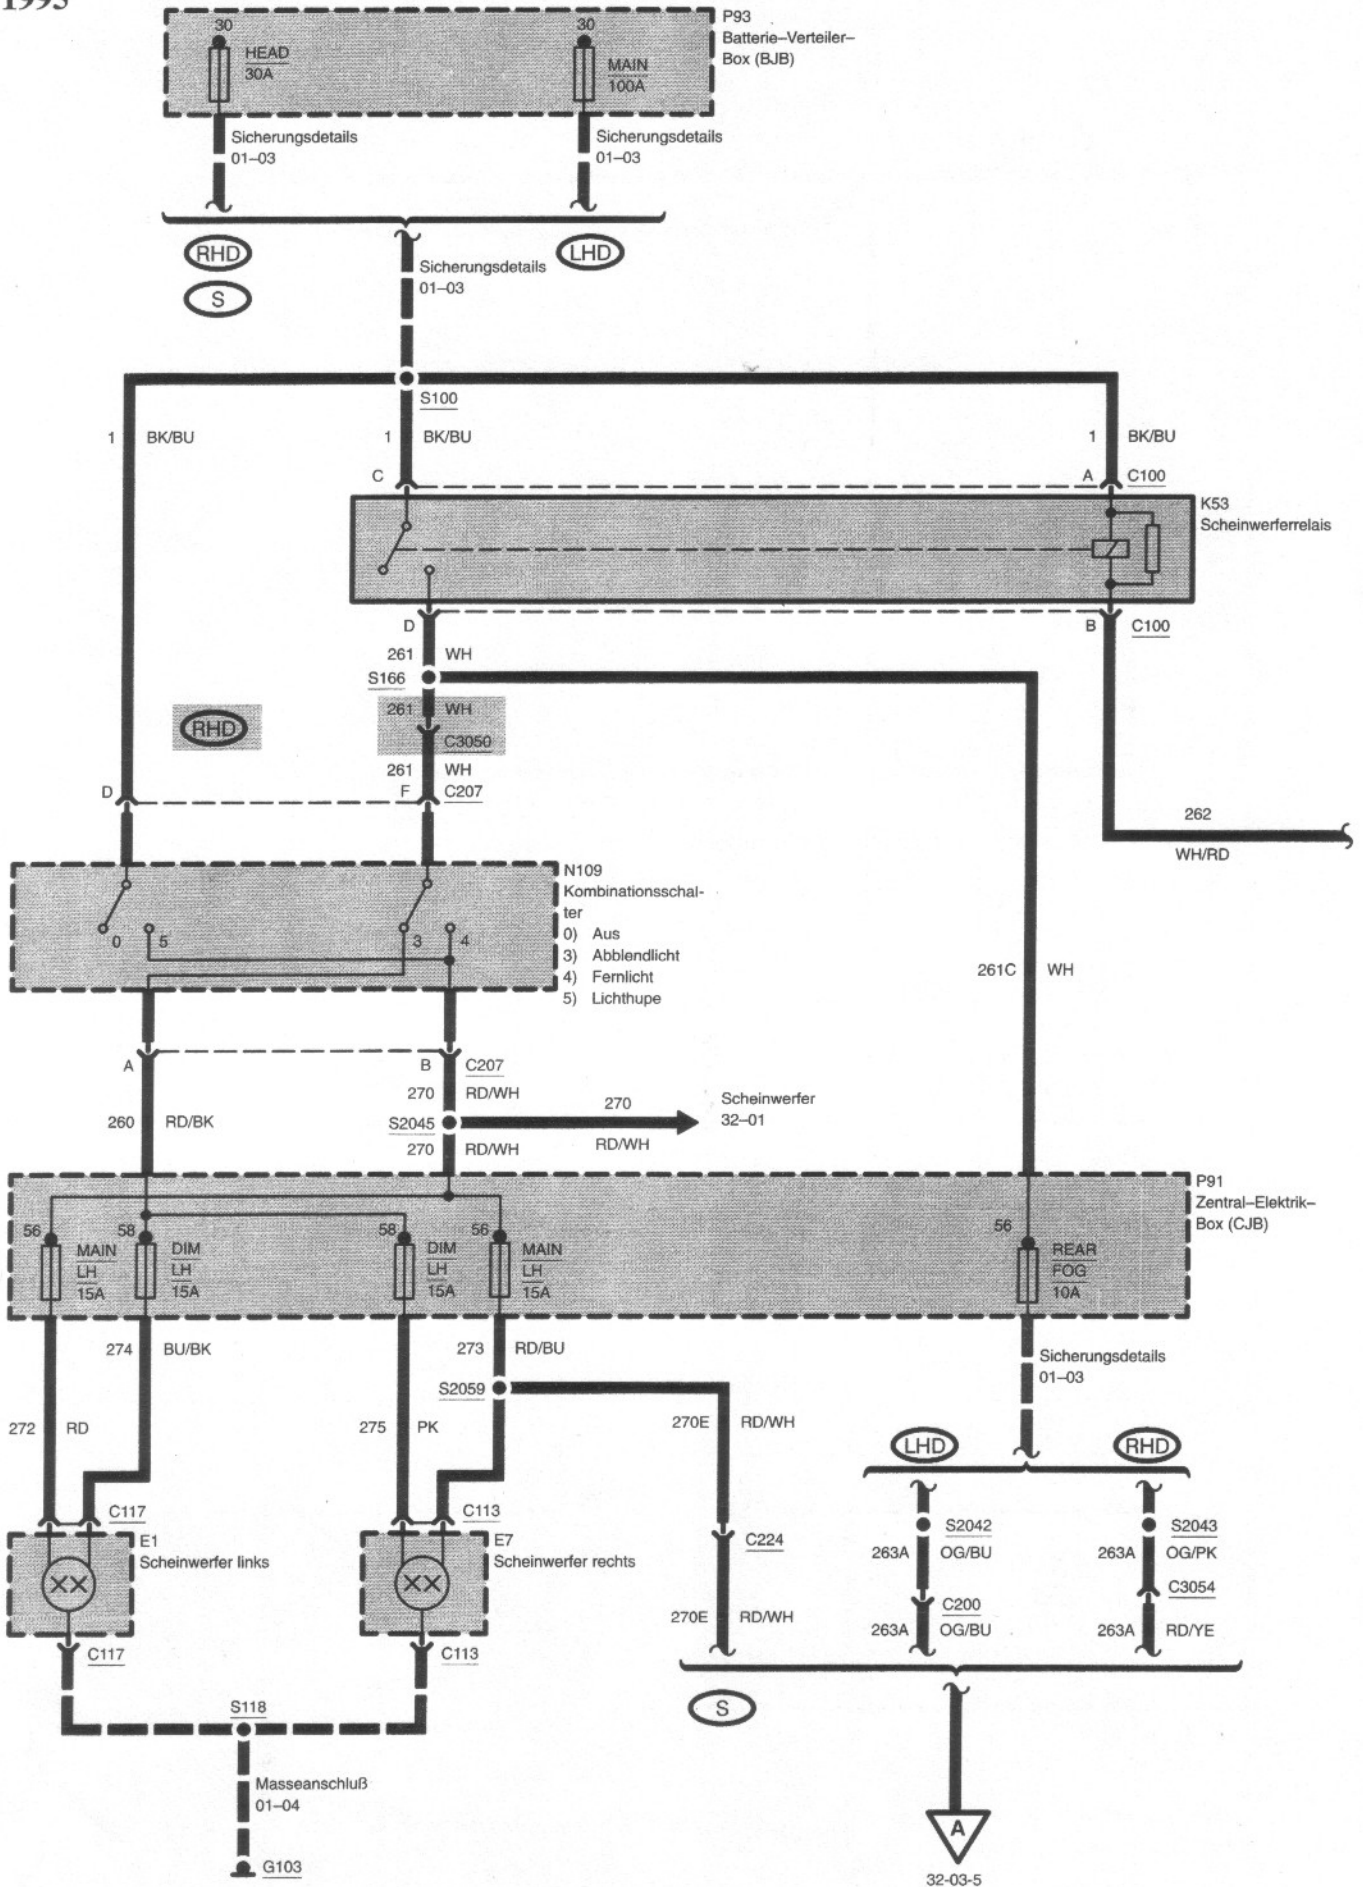 1995
30
HEAD
30A
30
MAIN
100A
P93
Batterie–Verteiler–
Box (BJB)
Sicherungsdetails
01–03
Sicherungsdetails
01–03
RHD
S
LHD
Sicherungsdetails
01–03
S100
1 BK/BU
1 BK/BU
1 BK/BU
C
A C100
K53
Scheinwerferrelais
D
B C100
261 WH
S166
RHD
261 WH
C3050
261 WH
D
F C207
262
WH/RD
N109
Kombinationsschal-
ter
0) Aus
3) Abblendlicht
4) Fernlicht
5) Lichthupe
0 5
3 4
261C WH
A
B C207
270 RD/WH
260 RD/BK
S2045
270
RD/WH
Scheinwerfer
32–01
270 RD/WH
P91
Zentral–Elektrik–
Box (CJB)
56
MAIN
LH
15A
58
DIM
LH
15A
58
DIM
LH
15A
56
MAIN
LH
15A
56
REAR
FOG
10A
274 BU/BK
273 RD/BU
Sicherungsdetails
01–03
S2059
272 RD
275 PK
270E RD/WH
LHD
RHD
C117
C113
E1
Scheinwerfer links
E7
Scheinwerfer rechts
XX
XX
C224
S2042
263A OG/BU
C200
263A OG/BU
S2043
263A OG/PK
C3054
263A RD/YE
270E RD/WH
C117
C113
S118
S
Masseanschluß
01–04
G103
A
32-03-5